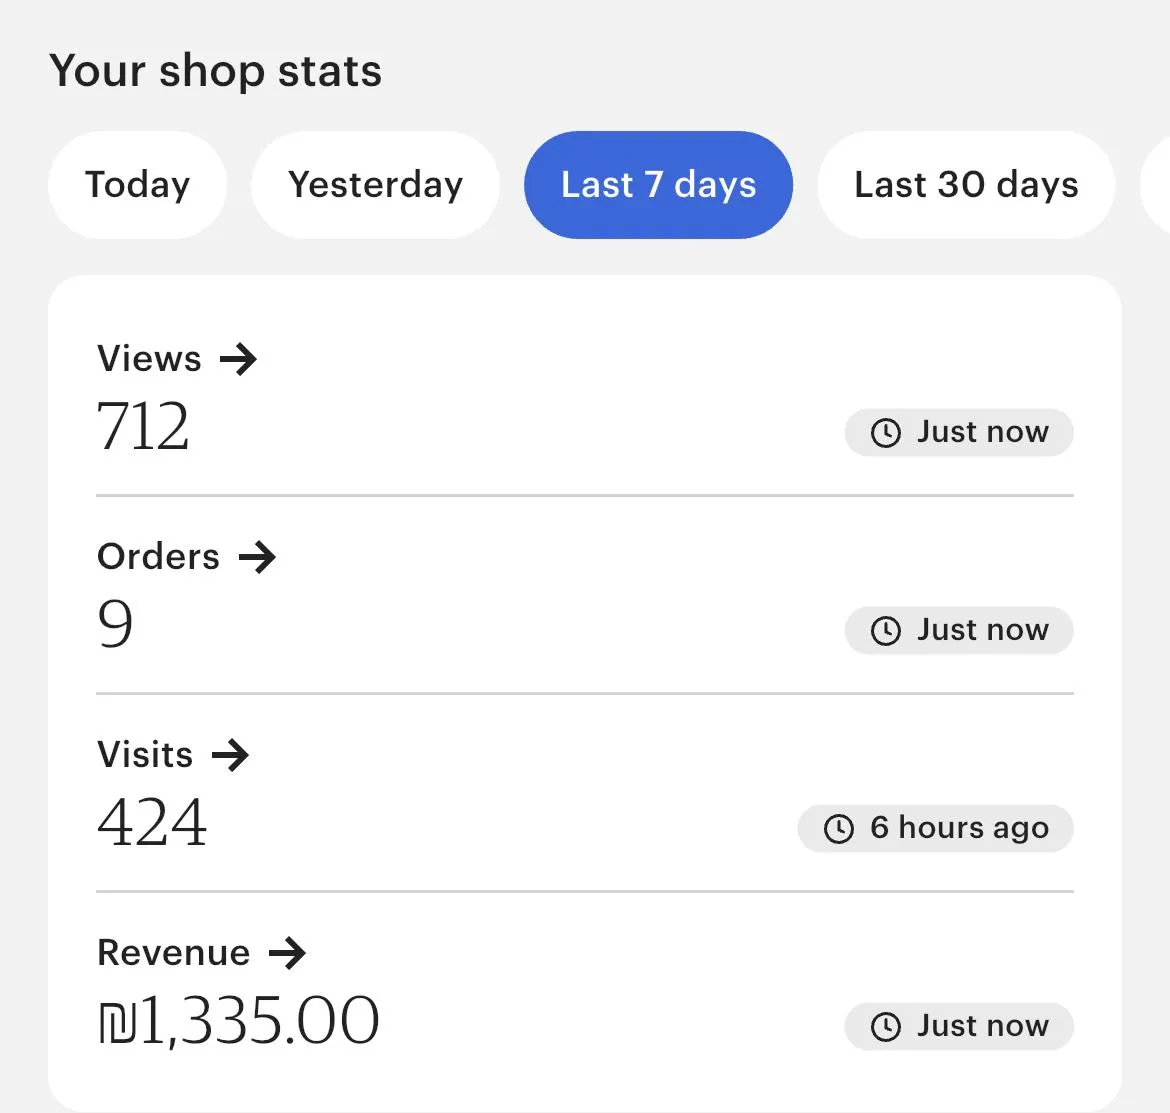 Your shop stats
Today Yesterday Last 7 days Last 30 days
Views →
712
Just now
Orders →
9
Just now
Visits →
424
6 hours ago
Revenue →
₪1,335.00
Just now